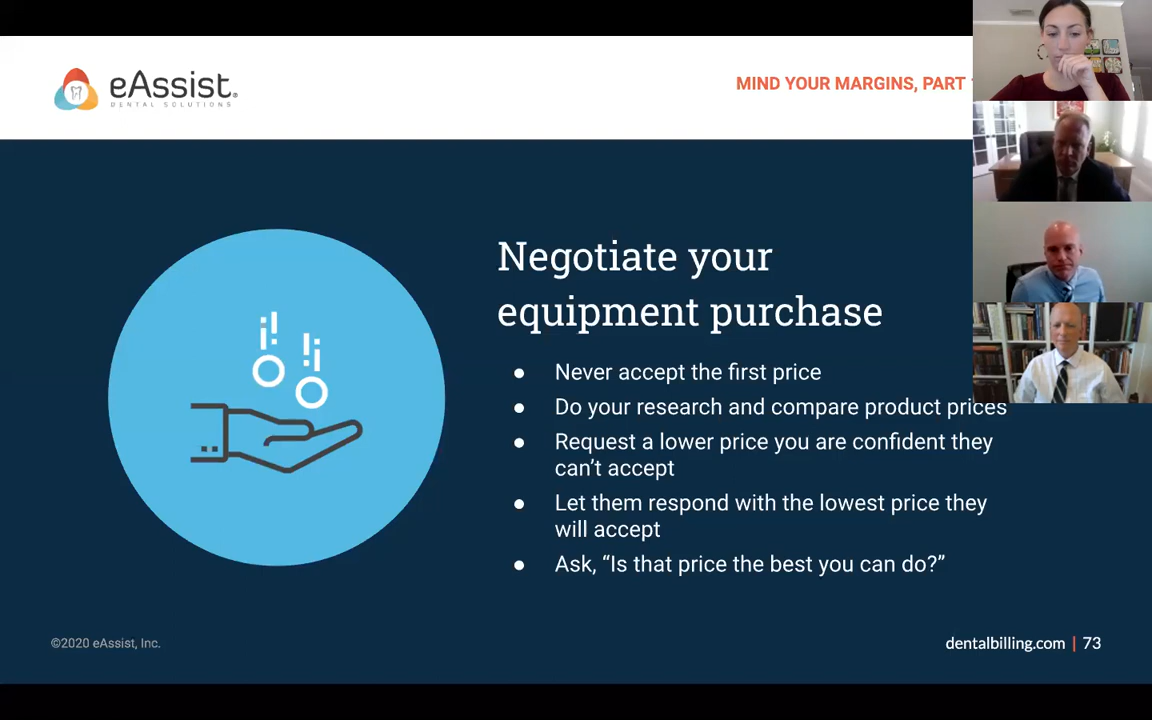 eAssist
DENTAL SOLUTIONS
MIND YOUR MARGINS, PART
Negotiate your
equipment purchase
● Never accept the first price
● Do your research and compare product prices
● Request a lower price you are confident they
can’t accept
● Let them respond with the lowest price they
will accept
● Ask, “Is that price the best you can do?”
©2020 eAssist, Inc.
dentalbilling.com | 73